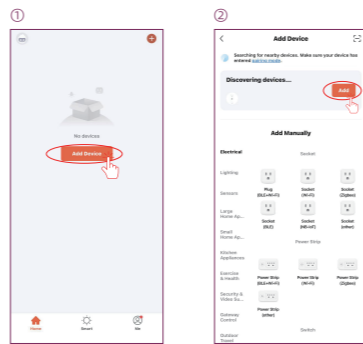 ①
No devices
Add Device
②
Add Device
Searching for nearby devices. Make sure your device has
entered pairing mode.
Discovering devices...
Add
Add Manually
Electrical
Socket
Lighting
Sensors
Large
Home Ap...
Small
Home Ap...
Kitchen
Appliances
Exercise
& Health
Security &
Video Su...
Gateway
Control
Outdoor
Travel
Plug
(BLE+Wi-Fi)
Socket
(Wi-Fi)
Socket
(Zigbee)
Socket
(BLE)
Socket
(NB-IoT)
Socket
(other)
Power Strip
Power Strip
(BLE+Wi-Fi)
Power Strip
(Wi-Fi)
Power Strip
(Zigbee)
Power Strip
(other)
Switch
Home
Smart
Me